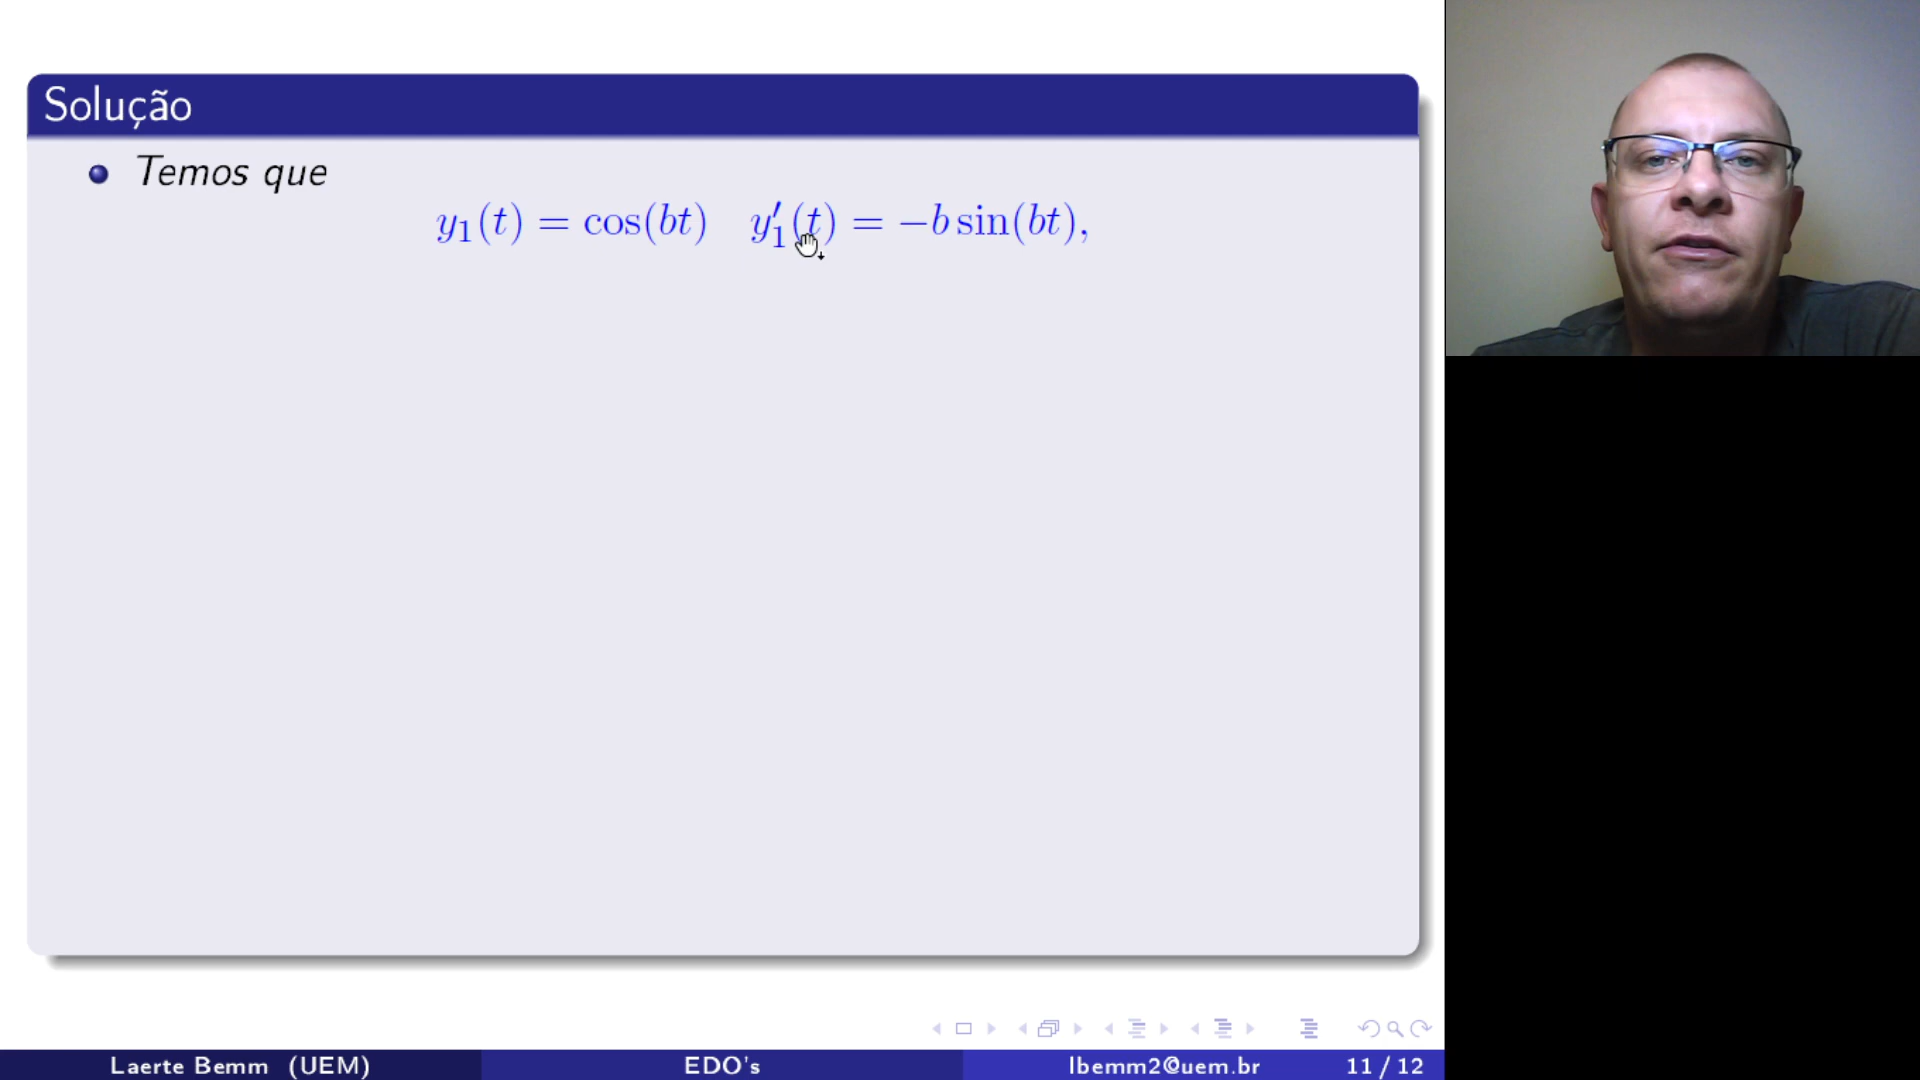 Solução
Temos que
y₁(t) = cos(bt)   y₁′(t) = −b sin(bt),
Laerte Bemm (UEM)   EDO's   lbemm2@uem.br   11 / 12